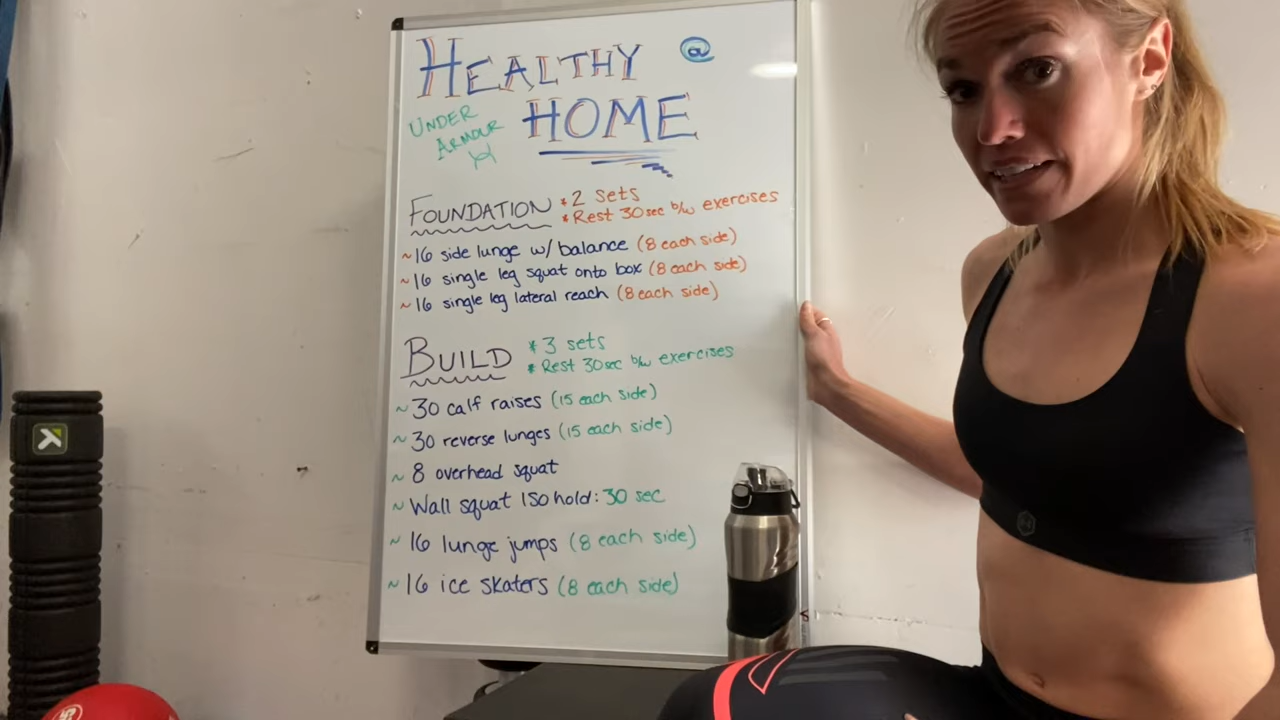 HEALTHY @
HOME
UNDER
ARMOUR
FOUNDATION * 2 sets
* Rest 30sec b/w exercises
~16 side lunge w/ balance (8 each side)
~16 single leg squat onto box (8 each side)
~16 single leg lateral reach (8 each side)
BUILD * 3 sets
* Rest 30sec b/w exercises
~ 30 calf raises (15 each side)
~ 30 reverse lunges (15 each side)
~ 8 overhead squat
~ Wall squat ISO hold: 30 sec
~ 16 lunge jumps (8 each side)
~ 16 ice skaters (8 each side)